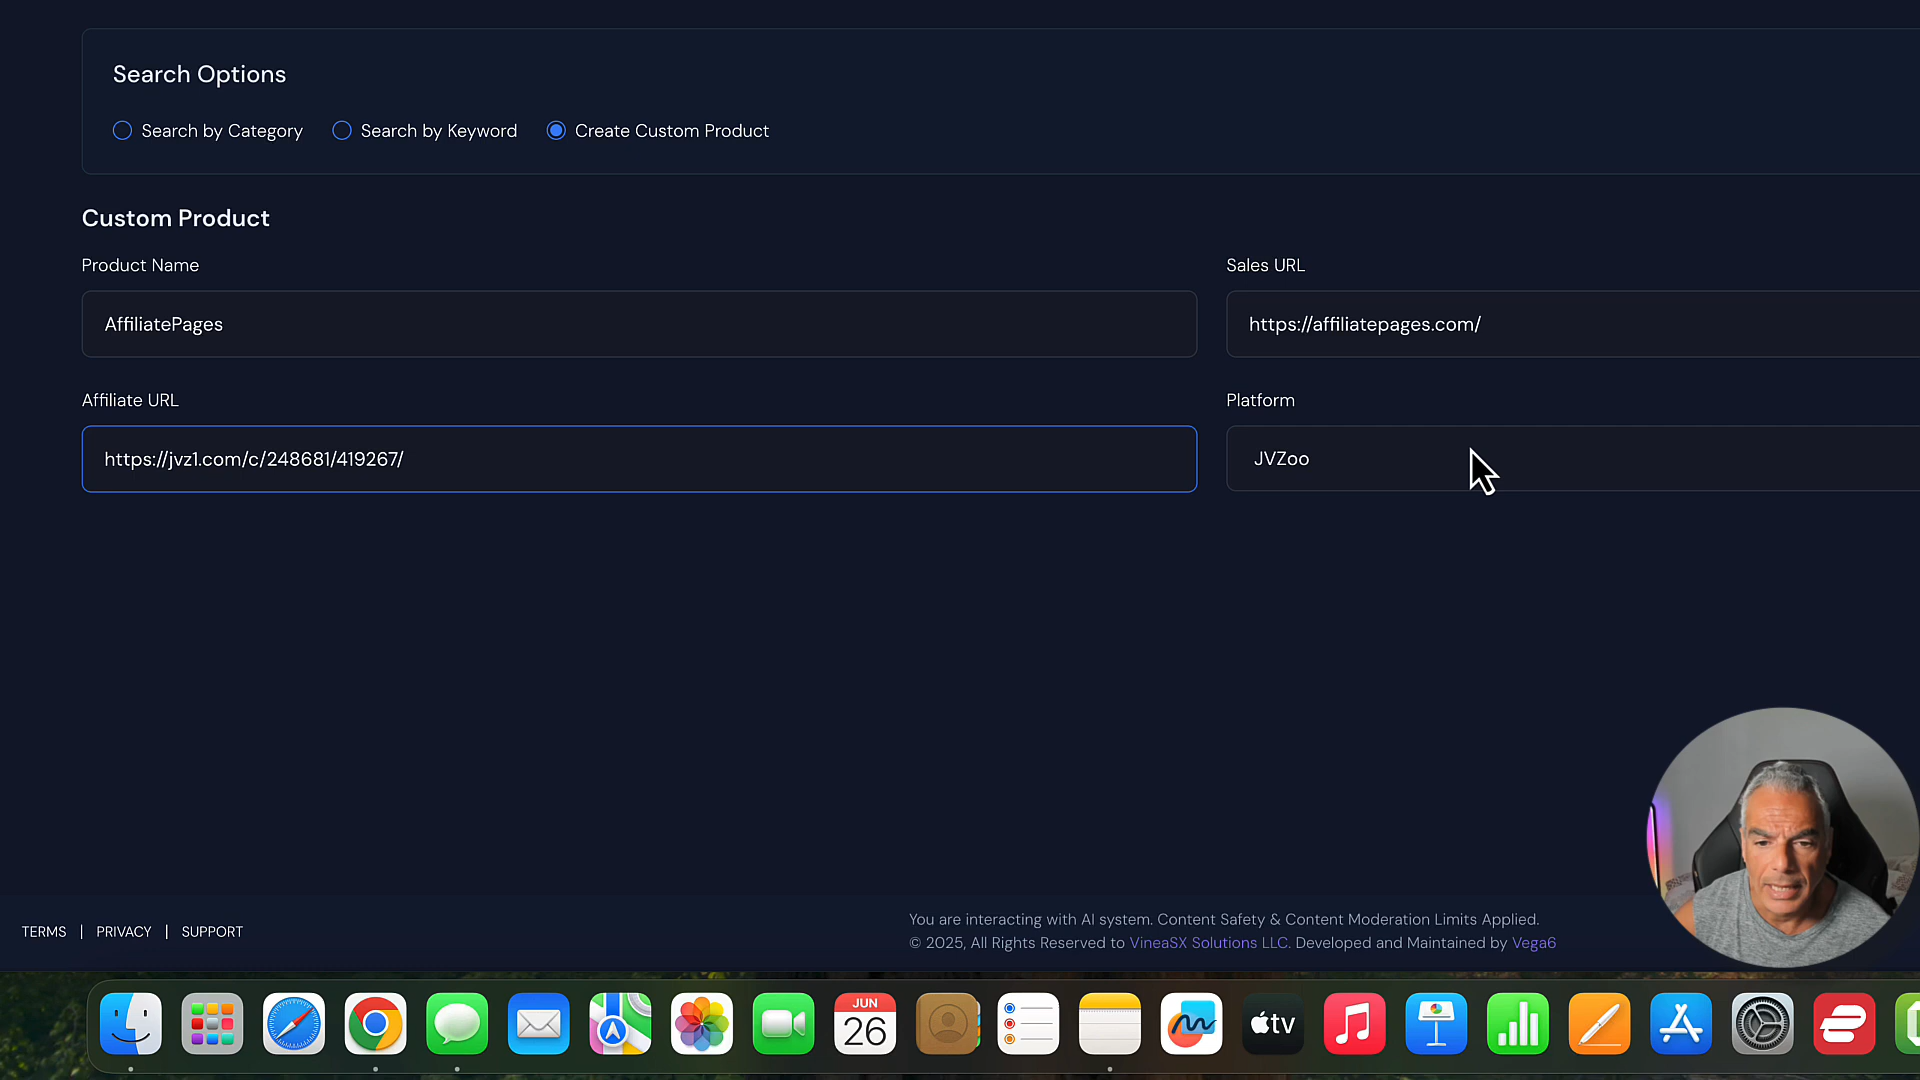 Search Options
Search by Category
Search by Keyword
Create Custom Product
Custom Product
Product Name
Sales URL
AffiliatePages
https://affiliatepages.com/
Affiliate URL
Platform
https://jvz1.com/c/248681/419267/
JVZoo
TERMS | PRIVACY | SUPPORT
You are interacting with AI system. Content Safety & Content Moderation Limits Applied.
© 2025, All Rights Reserved to VineaSX Solutions LLC. Developed and Maintained by Vega6
JUN
26
tv